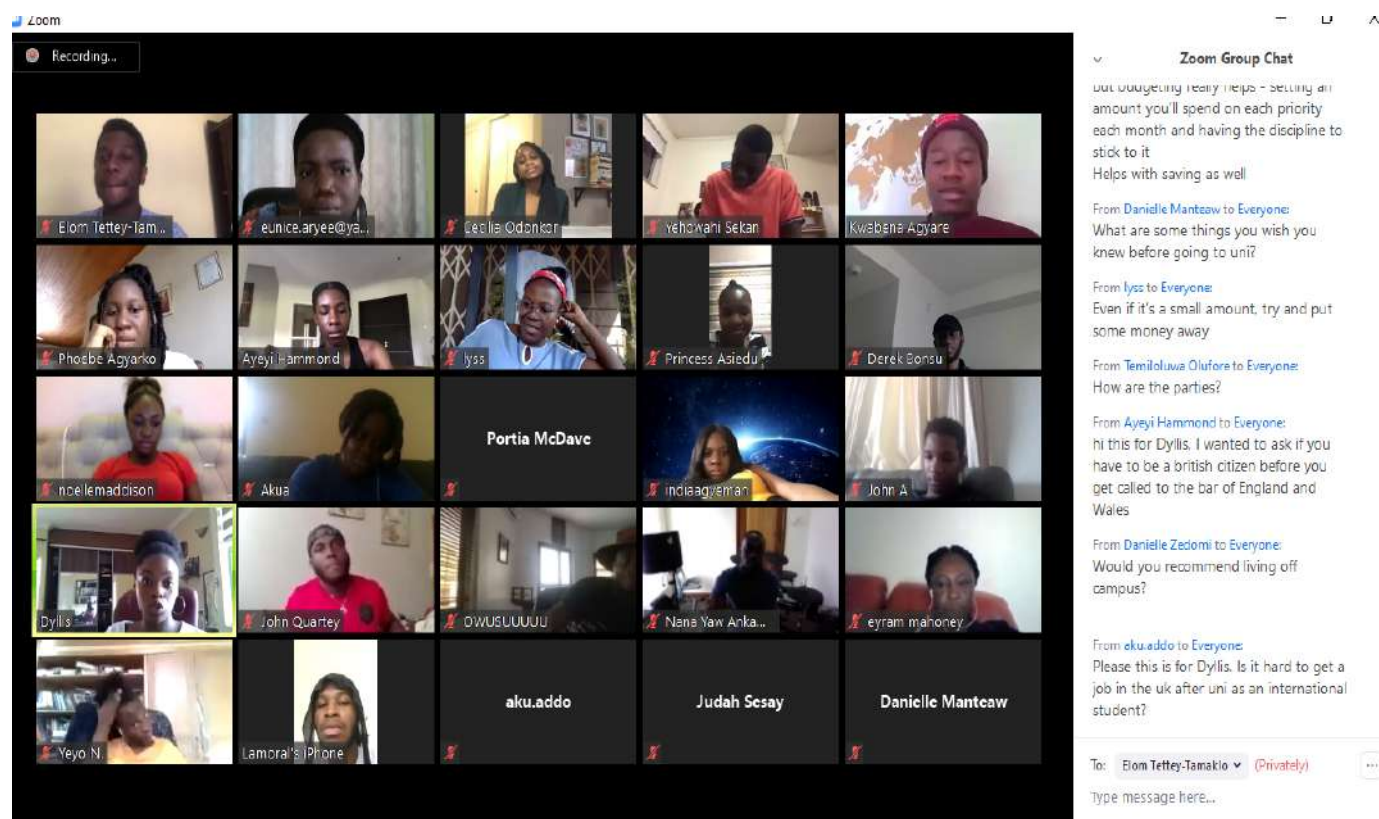 Zoom
Recording...
Elom Tettey-Tam...
eunice.aryee@ya...
Cecilia Odonkor
Yehowahi Sekan
Kwabena Agyare
Phoebe Agyarko
Ayeyi Hammond
lyss
Princess Asiedu
Derek Bonsu
noellemaddison
Akua
Portia McDave
indiaagyeman
John A
Dyllis
John Quartey
OWUSUUUUU
Nana Yaw Anka...
eyram mahoney
Yeyo N.
Lamoral's iPhone
aku.addo
Judah Sesay
Danielle Manteaw
Zoom Group Chat
but budgeting really helps - setting an
amount you'll spend on each priority
each month and having the discipline to
stick to it
Helps with saving as well
From Danielle Manteaw to Everyone:
What are some things you wish you
knew before going to uni?
From lyss to Everyone:
Even if it's a small amount, try and put
some money away
From Temiloluwa Olufore to Everyone:
How are the parties?
From Ayeyi Hammond to Everyone:
hi this for Dyllis. I wanted to ask if you
have to be a british citizen before you
get called to the bar of England and
Wales
From Danielle Zedomi to Everyone:
Would you recommend living off
campus?
From aku.addo to Everyone:
Please this is for Dyllis. Is it hard to get a
job in the uk after uni as an international
student?
To: Elom Tettey-Tamaklo (Privately)
Type message here...